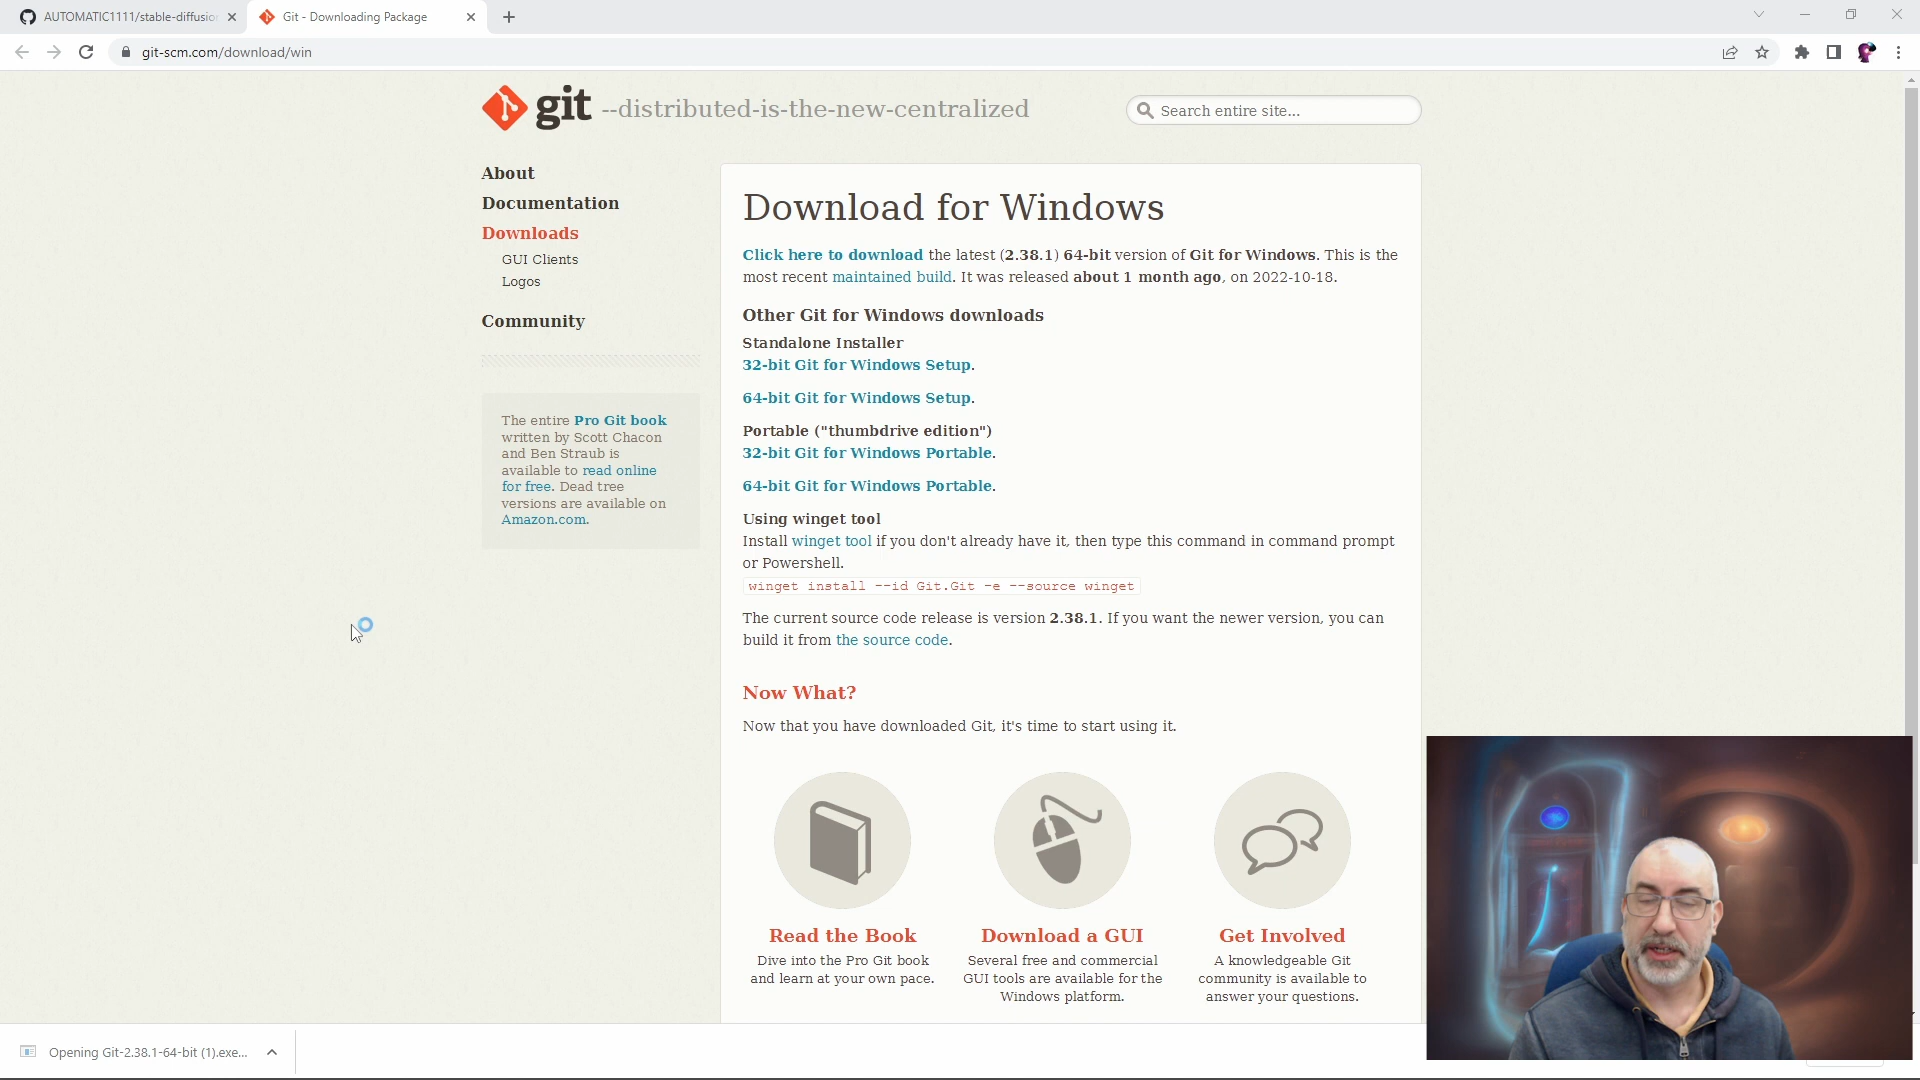 AUTOMATIC1111/stable-diffusio
Git - Downloading Package
git-scm.com/download/win
git --distributed-is-the-new-centralized
Search entire site...
About
Documentation
Downloads
GUI Clients
Logos
Community
The entire Pro Git book
written by Scott Chacon
and Ben Straub is
available to read online
for free. Dead tree
versions are available on
Amazon.com.
Download for Windows
Click here to download the latest (2.38.1) 64-bit version of Git for Windows. This is the
most recent maintained build. It was released about 1 month ago, on 2022-10-18.
Other Git for Windows downloads
Standalone Installer
32-bit Git for Windows Setup.
64-bit Git for Windows Setup.
Portable ("thumbdrive edition")
32-bit Git for Windows Portable.
64-bit Git for Windows Portable.
Using winget tool
Install winget tool if you don't already have it, then type this command in command prompt
or Powershell.
winget install --id Git.Git -e --source winget
The current source code release is version 2.38.1. If you want the newer version, you can
build it from the source code.
Now What?
Now that you have downloaded Git, it's time to start using it.
Read the Book
Dive into the Pro Git book
and learn at your own pace.
Download a GUI
Several free and commercial
GUI tools are available for the
Windows platform.
Get Involved
A knowledgeable Git
community is available to
answer your questions.
Opening Git-2.38.1-64-bit (1).exe...